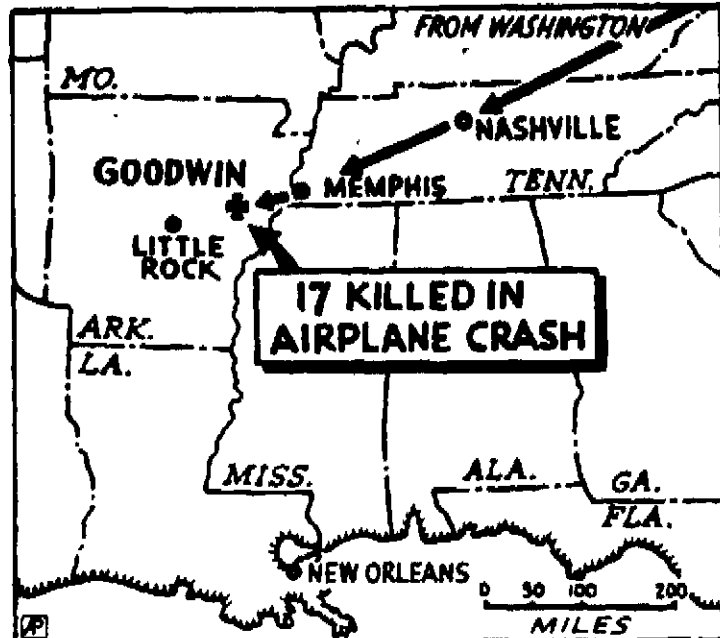 FROM WASHINGTON
MO.
NASHVILLE
GOODWIN
MEMPHIS
TENN.
LITTLE
ROCK
17 KILLED IN
AIRPLANE CRASH
ARK.
LA.
MISS.
ALA.
GA.
FLA.
NEW ORLEANS
0 50 100 200
MILES
AP